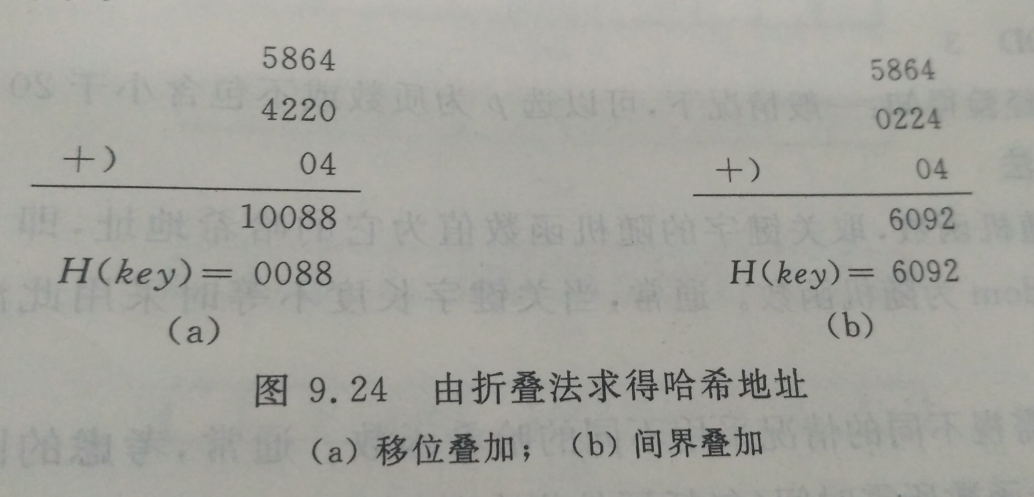 5864
4220
+) 04
10088
H(key)= 0088
(a)
5864
0224
+) 04
6092
H(key)= 6092
(b)
图 9.24 由折叠法求得哈希地址
(a) 移位叠加; (b) 间界叠加